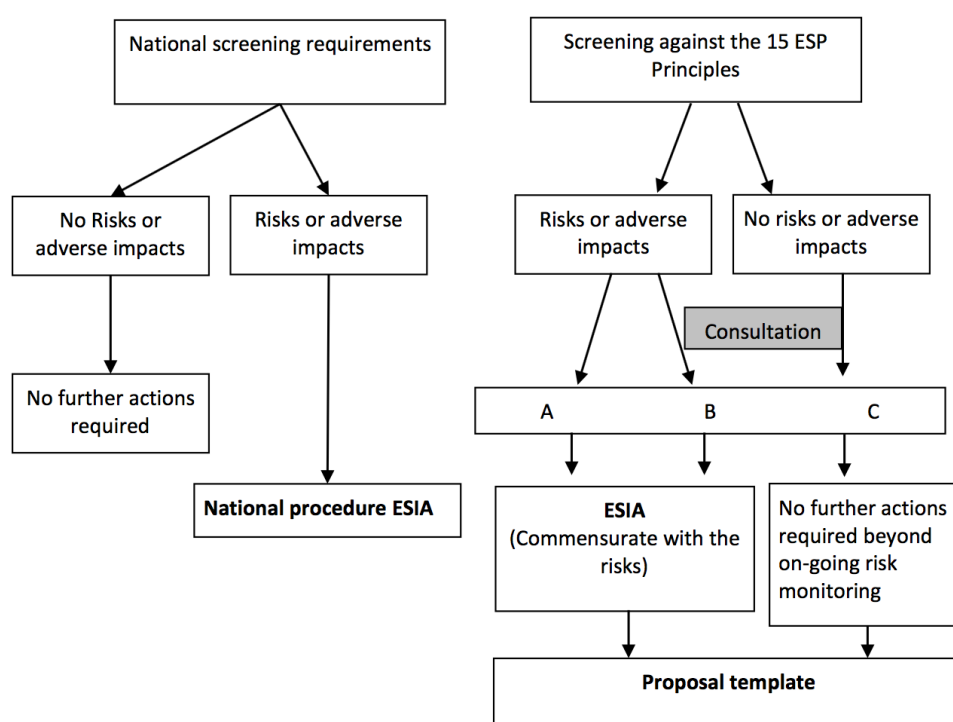 National screening requirements
Screening against the 15 ESP
Principles
No Risks or
adverse impacts
Risks or adverse
impacts
Risks or adverse
impacts
No risks or adverse
impacts
Consultation
No further actions
required
A
B
C
National procedure ESIA
ESIA
(Commensurate with the
risks)
No further actions
required beyond
on-going risk
monitoring
Proposal template